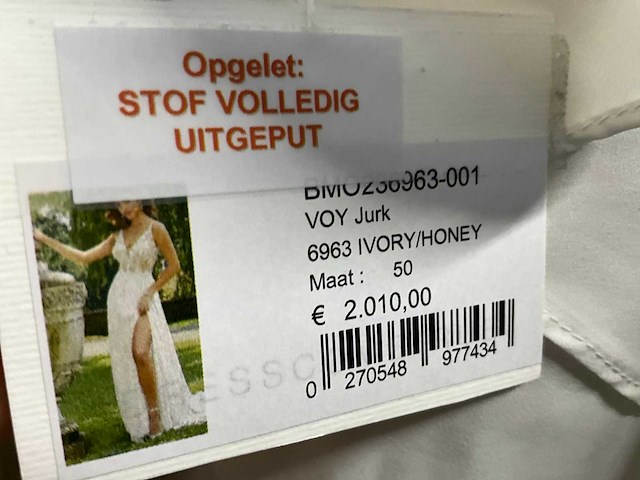 Opgelet:
STOF VOLLEDIG
UITGEPUT
BMO236963-001
VOY Jurk
6963 IVORY/HONEY
Maat : 50
€ 2.010,00
0 270548 977434